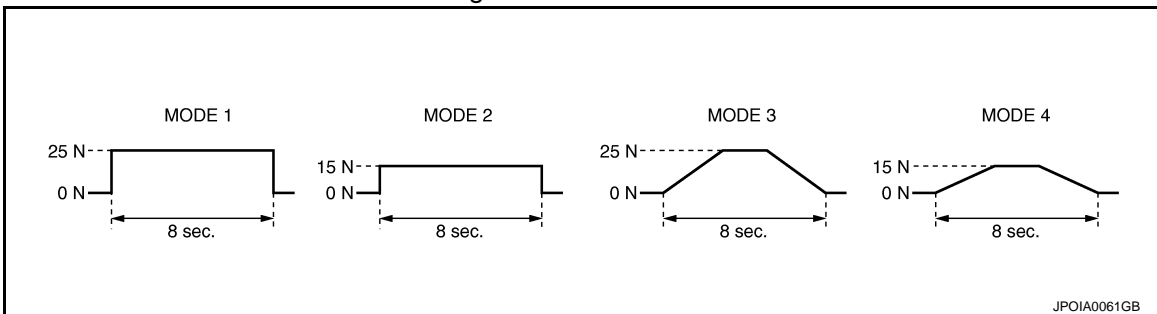 MODE 1
MODE 2
MODE 3
MODE 4
25 N
0 N
8 sec.
15 N
0 N
8 sec.
25 N
0 N
8 sec.
15 N
0 N
8 sec.
JPOIA0061GB